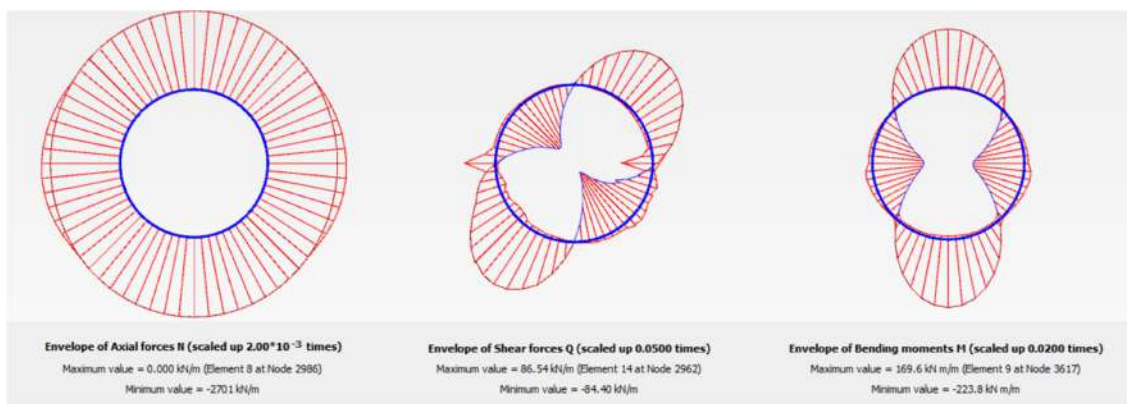 Envelope of Axial forces N (scaled up 2.00*10⁻³ times)
Maximum value = 0.000 kN/m (Element 8 at Node 2986)
Minimum value = -2701 kN/m
Envelope of Shear forces Q (scaled up 0.0500 times)
Maximum value = 86.54 kN/m (Element 14 at Node 2962)
Minimum value = -84.40 kN/m
Envelope of Bending moments M (scaled up 0.0200 times)
Maximum value = 169.6 kN m/m (Element 9 at Node 3617)
Minimum value = -223.8 kN m/m